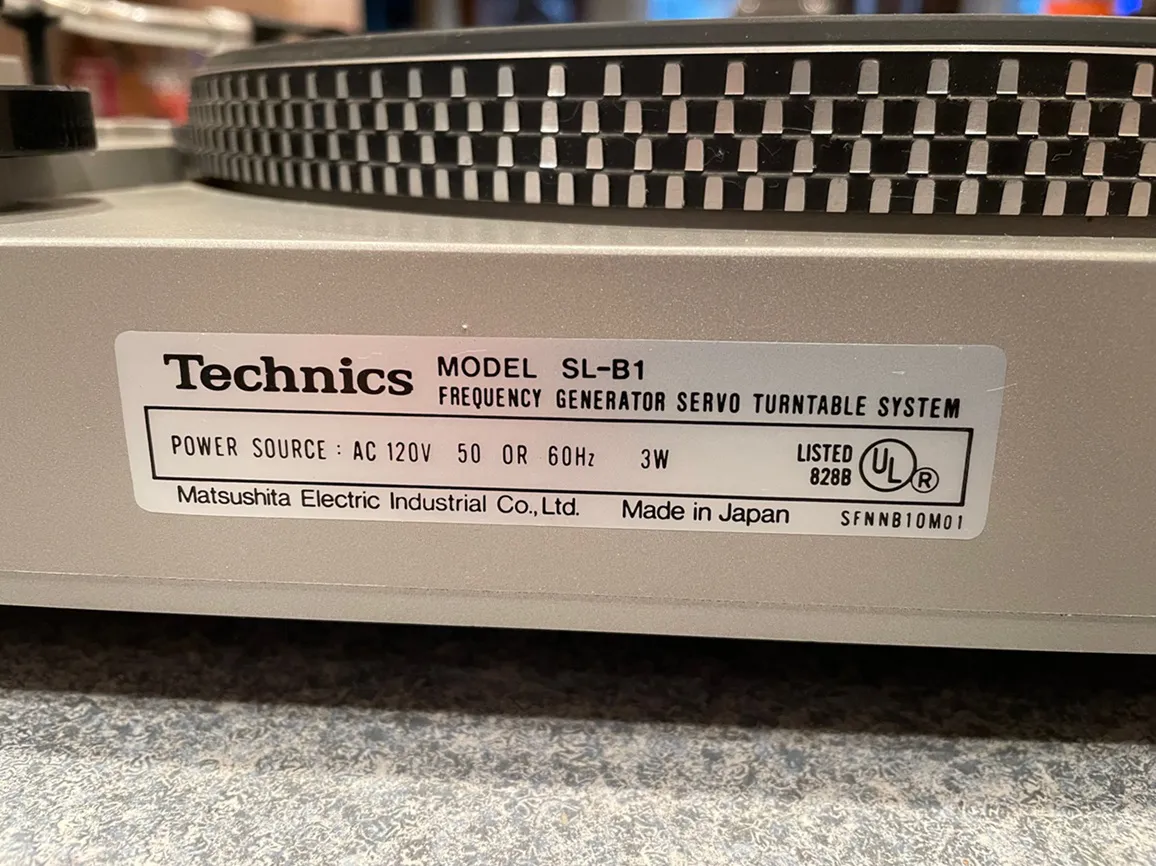 Technics MODEL SL-B1
FREQUENCY GENERATOR SERVO TURNTABLE SYSTEM
POWER SOURCE : AC 120V 50 OR 60Hz 3W
LISTED
828B
UL ®
Matsushita Electric Industrial Co., Ltd. Made in Japan SFNNB10M01